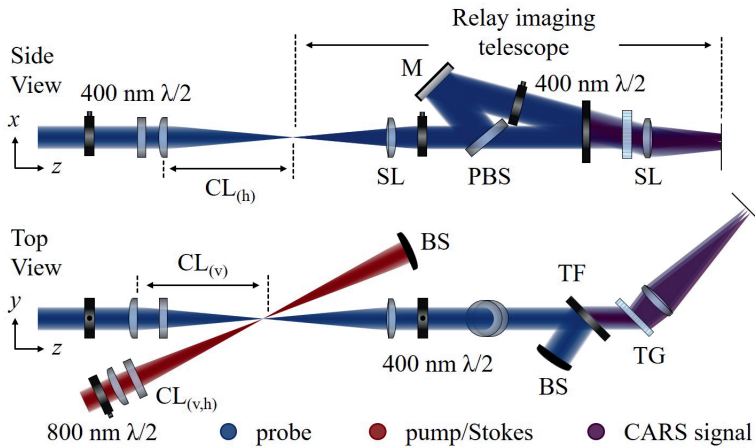 Relay imaging
telescope
Side
View
400 nm λ/2
M
400 nm λ/2
x
z
CL(h)
SL
PBS
SL
Top
View
CL(v)
BS
TF
y
z
CL(v,h)
400 nm λ/2
BS
TG
800 nm λ/2
probe
pump/Stokes
CARS signal